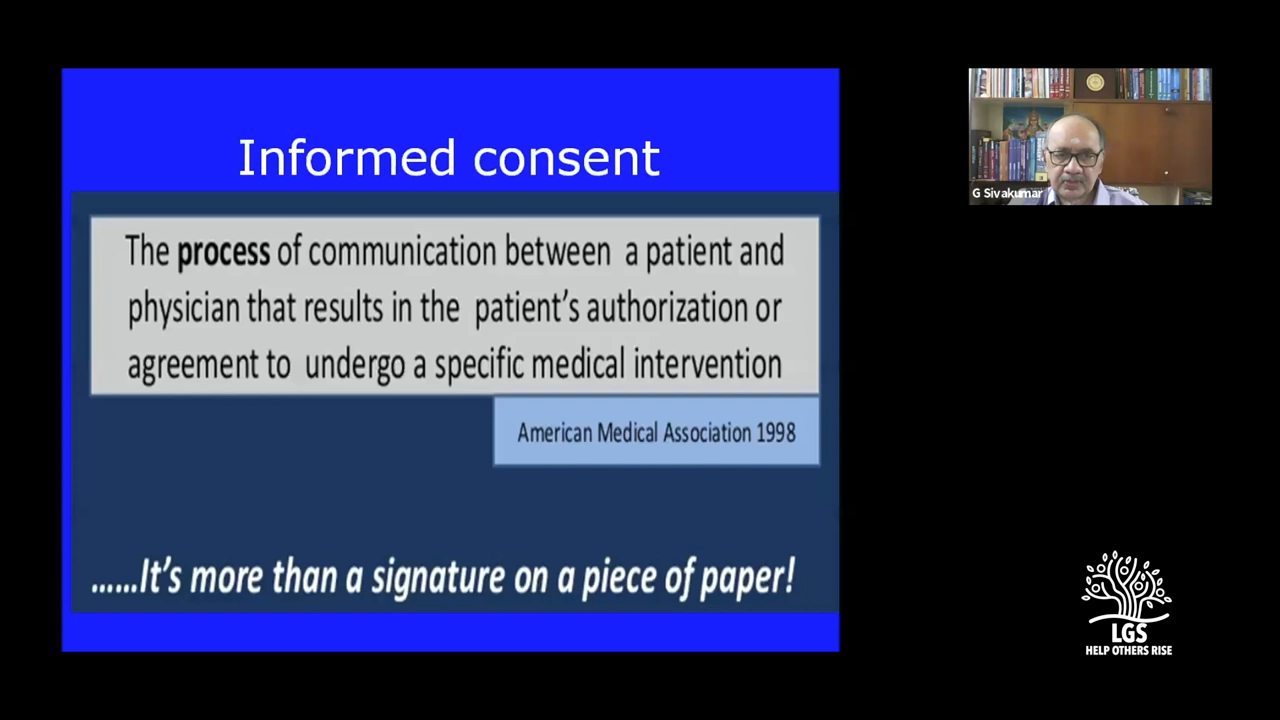 Informed consent
The process of communication between a patient and
physician that results in the patient's authorization or
agreement to undergo a specific medical intervention
American Medical Association 1998
......It's more than a signature on a piece of paper!
G Sivakumar
LGS
HELP OTHERS RISE